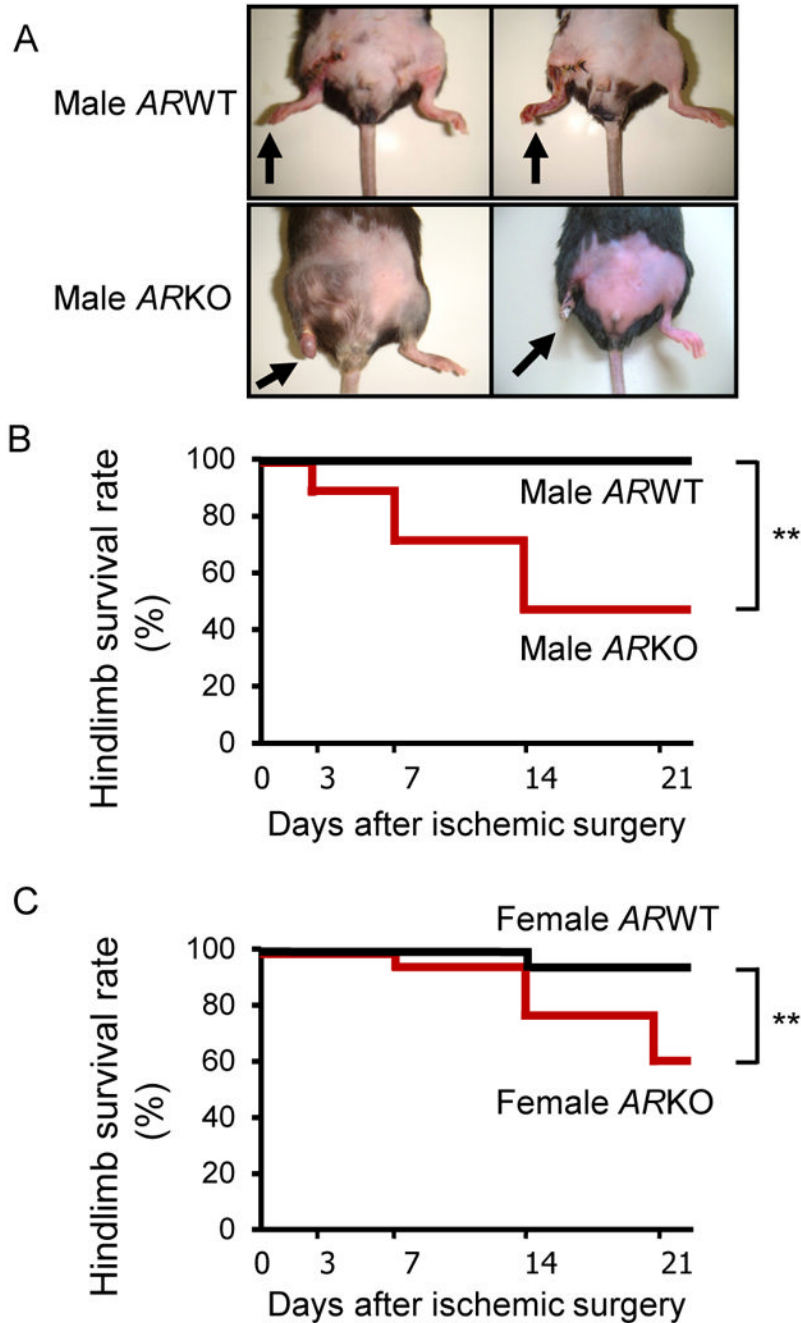 A
Male ARWT
Male ARKO
B
Hindlimb survival rate
(%)
100
80
60
40
20
0
Male ARWT
**
Male ARKO
0 3 7 14 21
Days after ischemic surgery
C
Hindlimb survival rate
(%)
Female ARWT
100
80
60
40
20
0
**
Female ARKO
0 3 7 14 21
Days after ischemic surgery